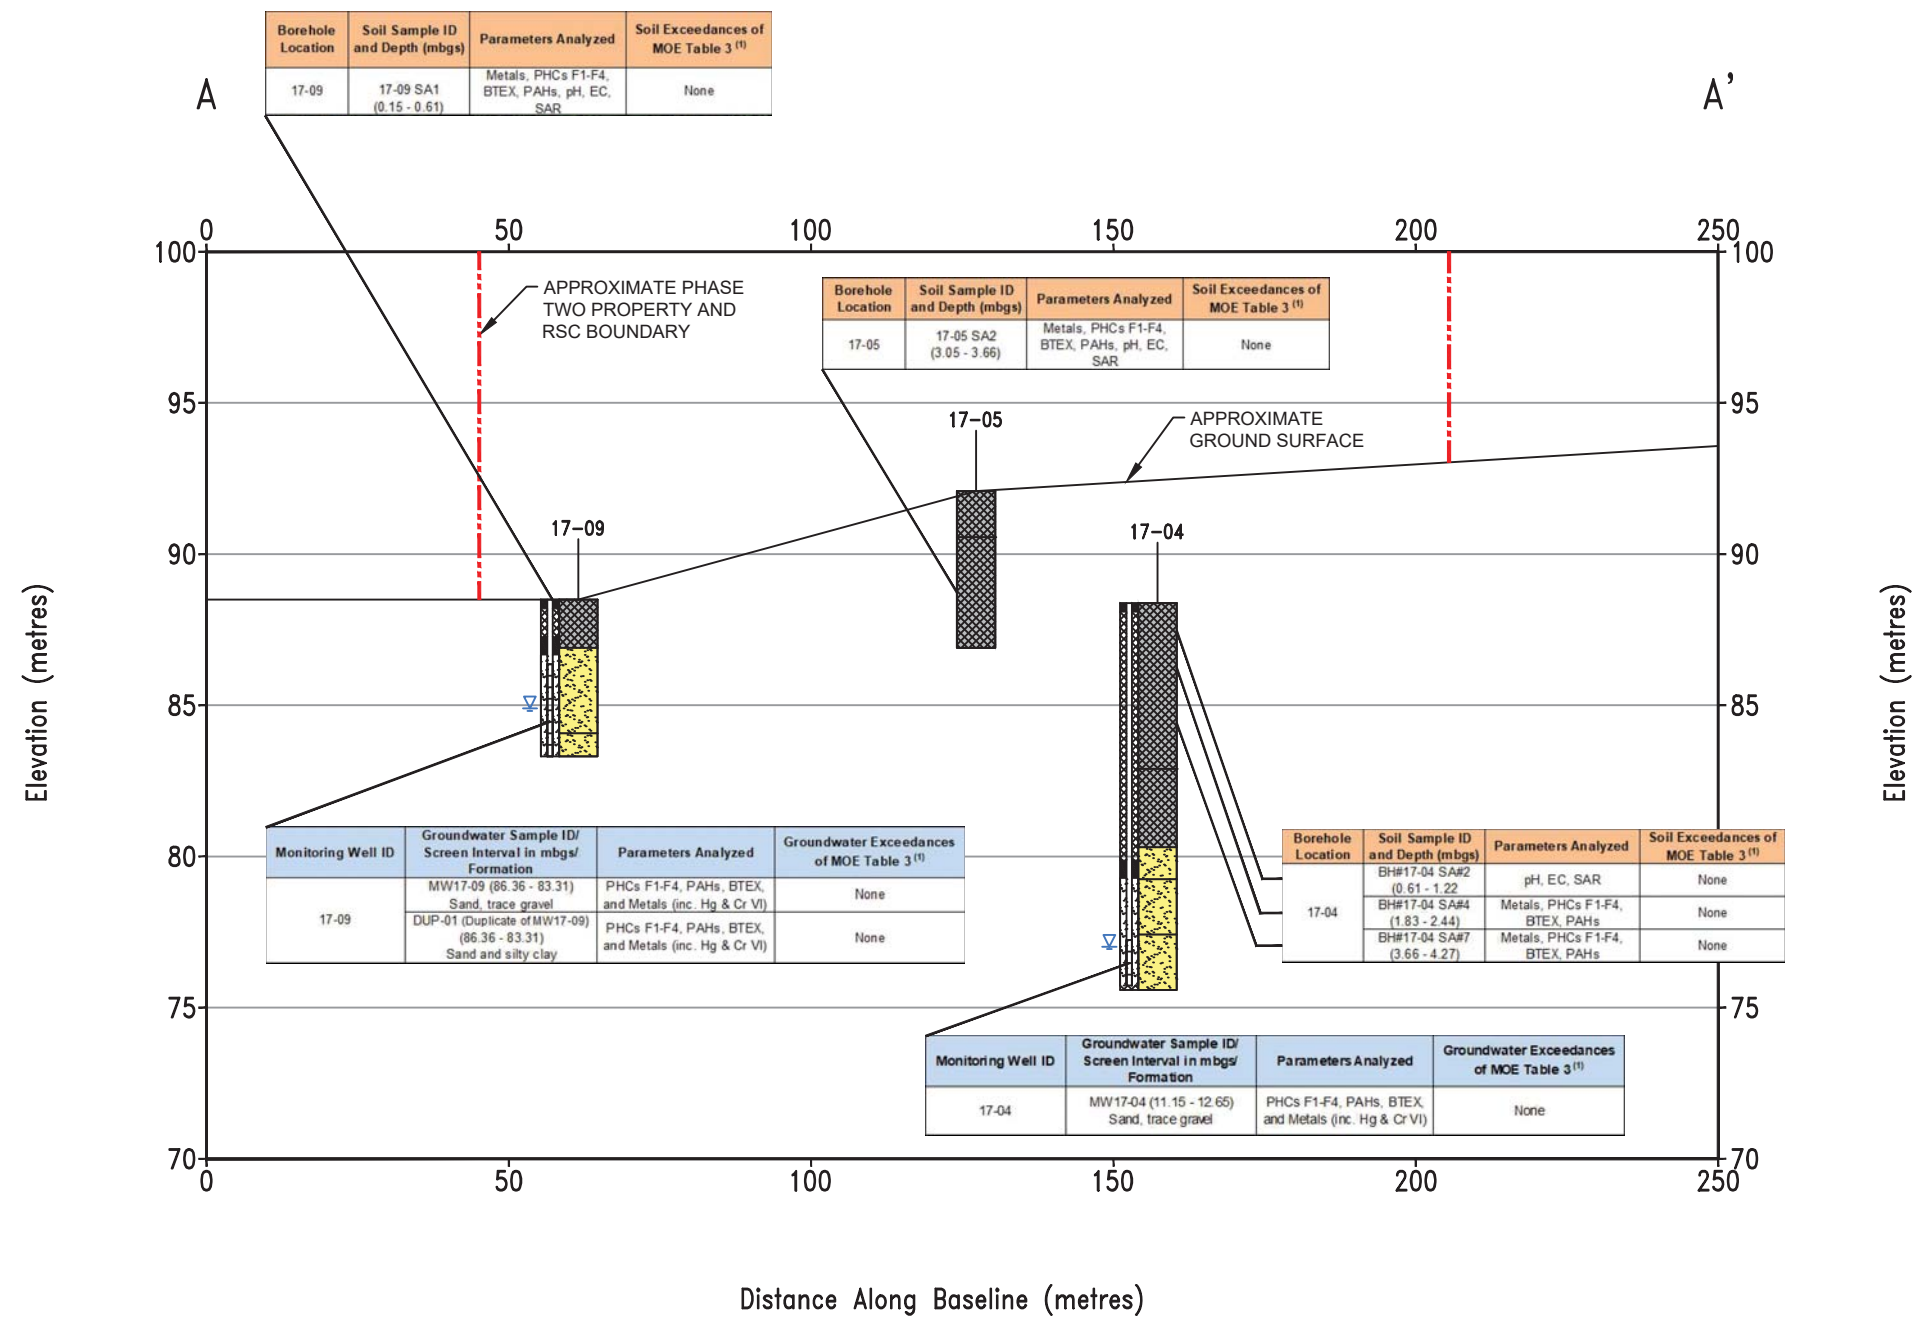 Borehole
Location
Soil Sample ID
and Depth (mbgs)
Parameters Analyzed
Soil Exceedances of
MOE Table 3 (1)
17-09
17-09 SA1
(0.15 - 0.61)
Metals, PHCs F1-F4,
BTEX, PAHs, pH, EC,
SAR
None
A
A'
0
50
100
150
200
250
100
100
APPROXIMATE PHASE
TWO PROPERTY AND
RSC BOUNDARY
Borehole
Location
Soil Sample ID
and Depth (mbgs)
Parameters Analyzed
Soil Exceedances of
MOE Table 3 (1)
17-05
17-05 SA2
(3.05 - 3.66)
Metals, PHCs F1-F4,
BTEX, PAHs, pH, EC,
SAR
None
95
95
17-05
APPROXIMATE
GROUND SURFACE
17-09
17-04
90
90
Elevation (metres)
Elevation (metres)
85
85
80
Monitoring Well ID
Groundwater Sample ID/
Screen Interval in mbgs/
Formation
Parameters Analyzed
Groundwater Exceedances
of MOE Table 3 (1)
17-09
MW17-09 (86.36 - 83.31)
Sand, trace gravel
PHCs F1-F4, PAHs, BTEX,
and Metals (inc. Hg & Cr VI)
None
DUP-01 (Duplicate of MW17-09)
(86.36 - 83.31)
Sand and silty clay
PHCs F1-F4, PAHs, BTEX,
and Metals (inc. Hg & Cr VI)
None
80
Borehole
Location
Soil Sample ID
and Depth (mbgs)
Parameters Analyzed
Soil Exceedances of
MOE Table 3 (1)
17-04
BH#17-04 SA#2
(0.61 - 1.22
pH, EC, SAR
None
BH#17-04 SA#4
(1.83 - 2.44)
Metals, PHCs F1-F4,
BTEX, PAHs
None
BH#17-04 SA#7
(3.66 - 4.27)
Metals, PHCs F1-F4,
BTEX, PAHs
None
75
75
Monitoring Well ID
Groundwater Sample ID/
Screen Interval in mbgs/
Formation
Parameters Analyzed
Groundwater Exceedances
of MOE Table 3 (1)
17-04
MW17-04 (11.15 - 12.65)
Sand, trace gravel
PHCs F1-F4, PAHs, BTEX,
and Metals (inc. Hg & Cr VI)
None
70
70
0
50
100
150
200
250
Distance Along Baseline (metres)